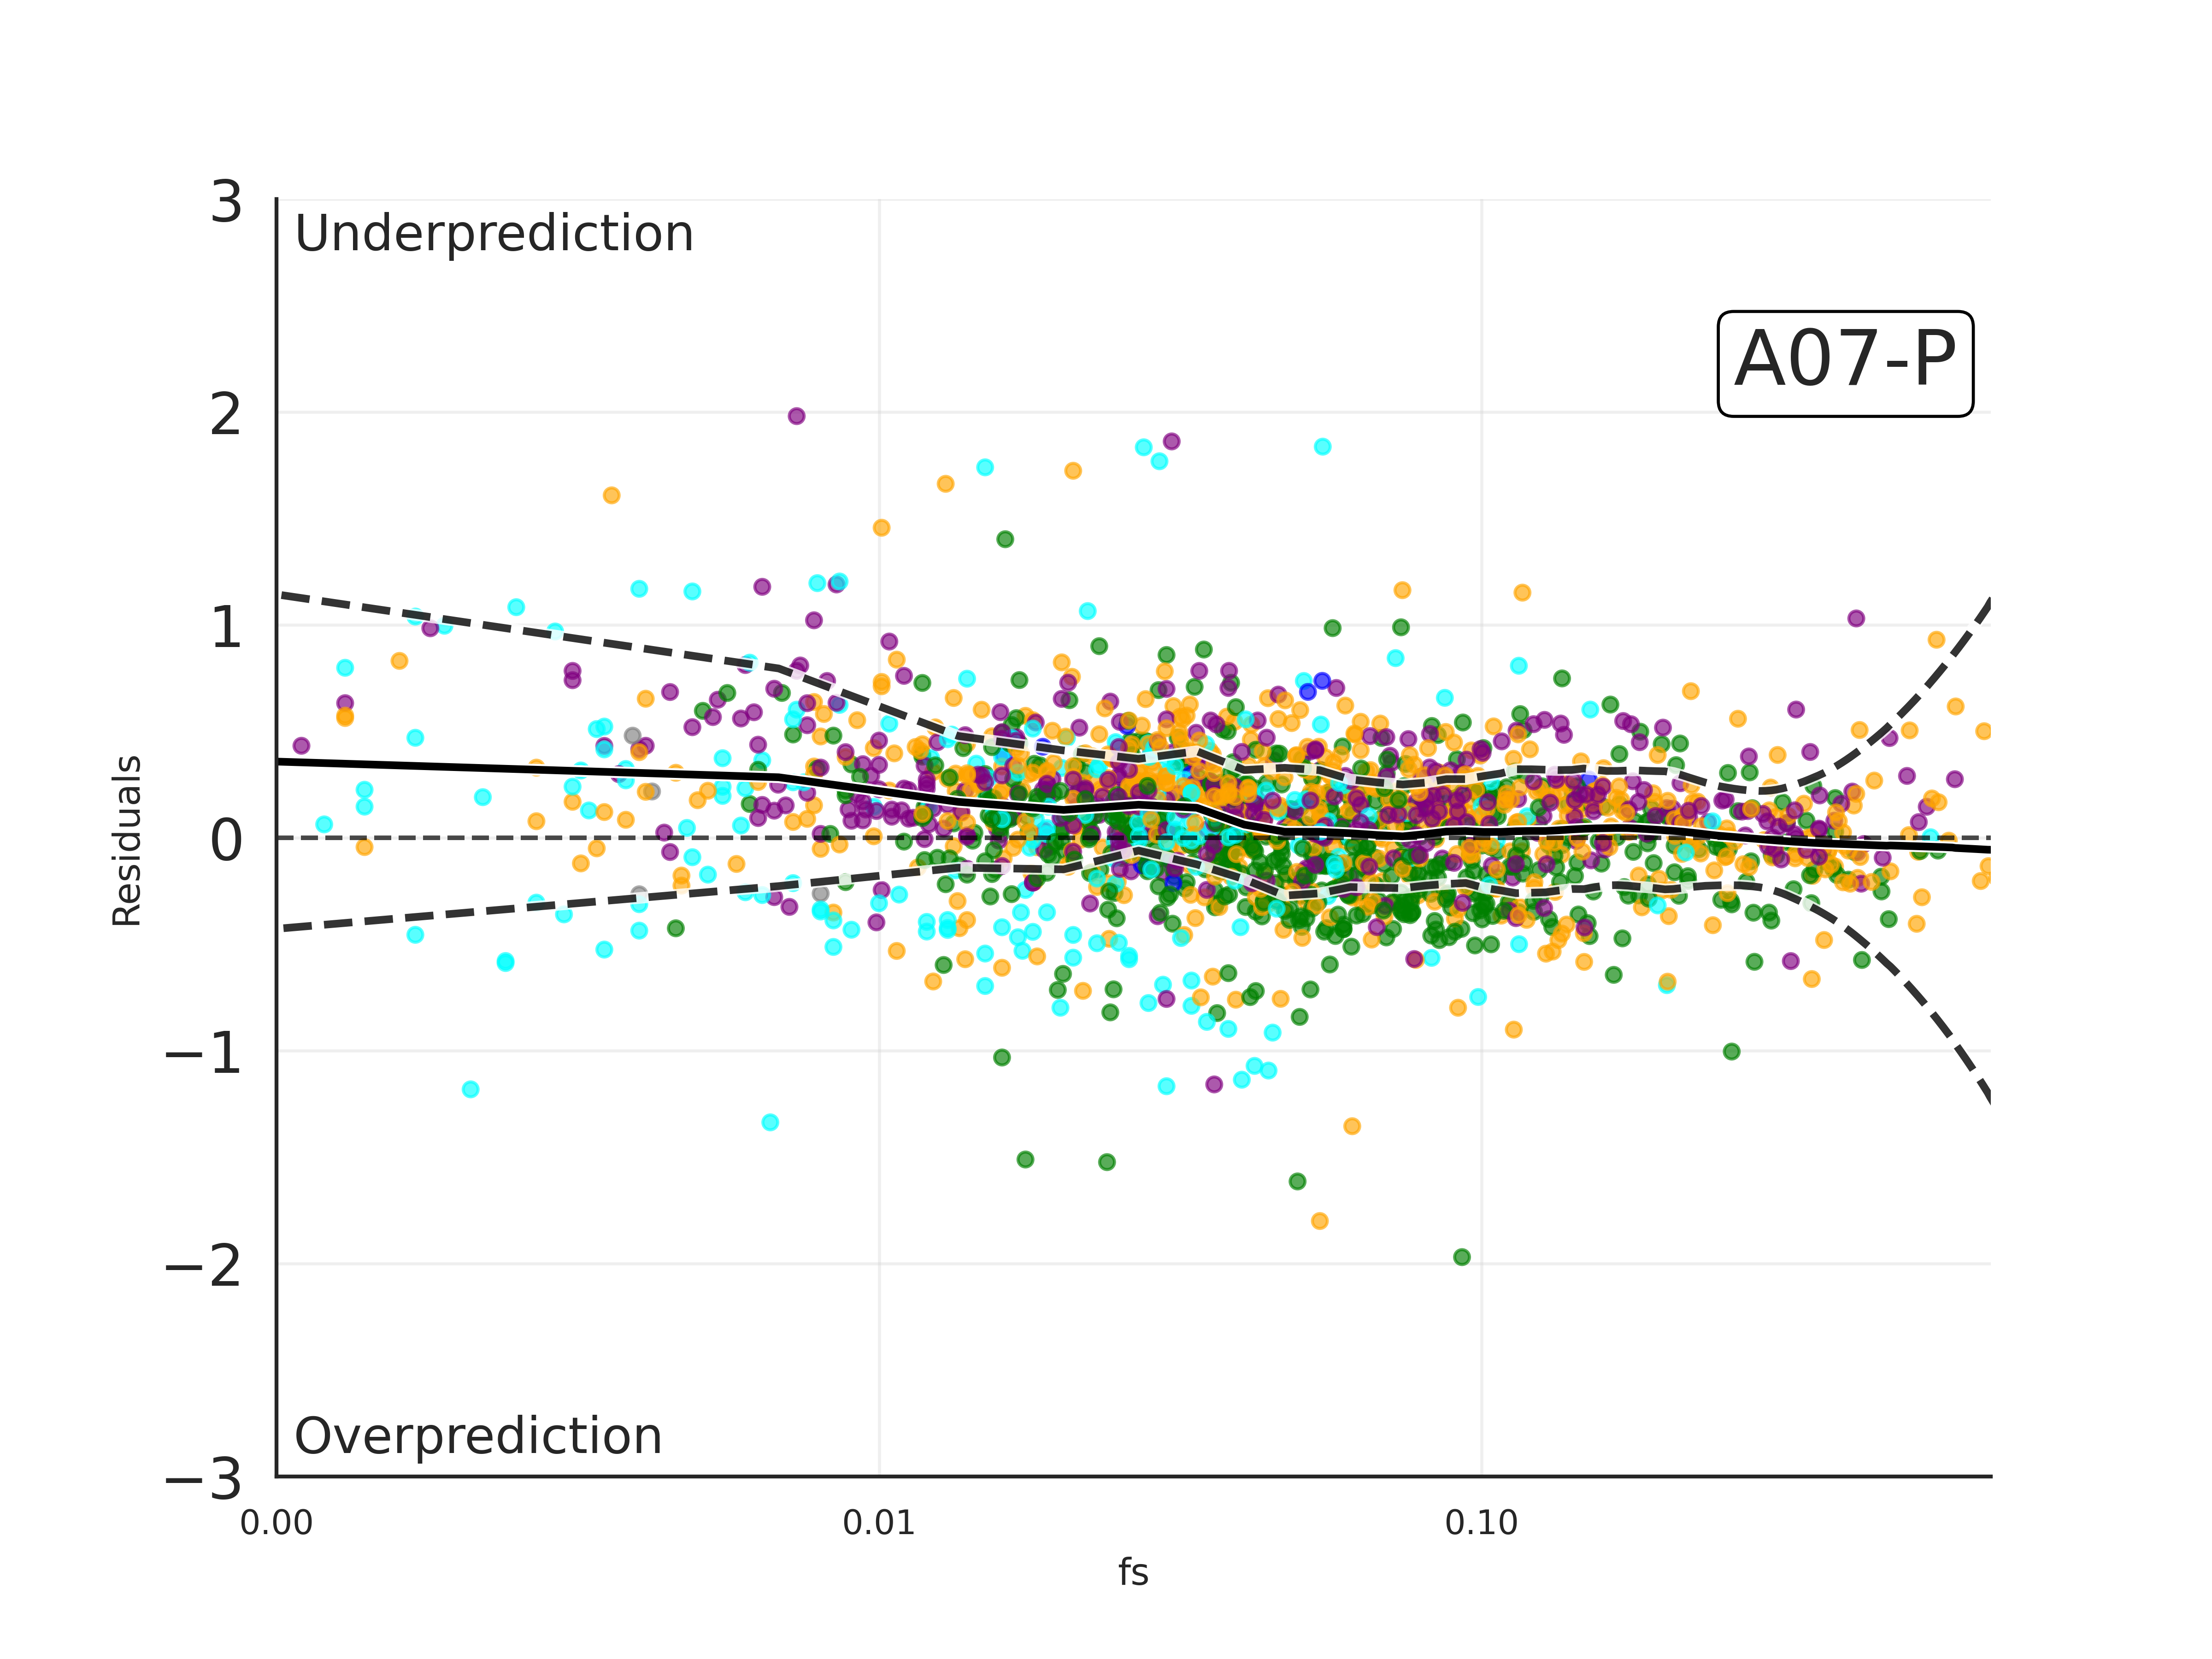 3
Underprediction
A07-P
2
1
0
Residuals
−1
−2
Overprediction
−3
0.00
0.01
0.10
fs